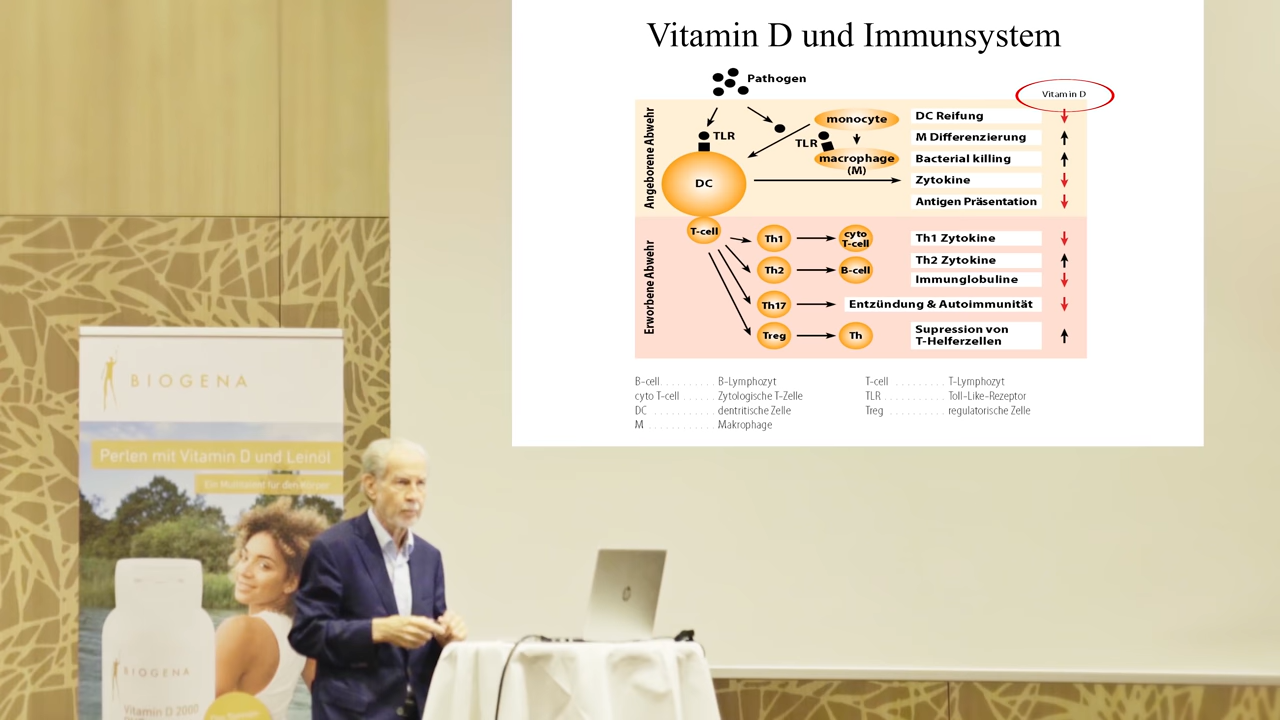 Vitamin D und Immunsystem
Pathogen
Vitamin D
Angeborene Abwehr
TLR
monocyte
TLR
macrophage
(M)
DC
DC Reifung
M Differenzierung
Bacterial killing
Zytokine
Antigen Präsentation
Erworbene Abwehr
T-cell
Th1
cyto
T-cell
Th2
B-cell
Th17
Treg
Th
Th1 Zytokine
Th2 Zytokine
Immunglobuline
Entzündung & Autoimmunität
Supression von
T-Helferzellen
B-cell. . . . . . . . . . B-Lymphozyt
cyto T-cell . . . . . . Zytologische T-Zelle
DC . . . . . . . . . . . dentritische Zelle
M . . . . . . . . . . . . Makrophage
T-cell . . . . . . . . . T-Lymphozyt
TLR . . . . . . . . . . . Toll-Like-Rezeptor
Treg . . . . . . . . . . regulatorische Zelle
BIOGENA
Perlen mit Vitamin D und Leinöl
Ein Multitalent für den Körper
BIOGENA
Vitamin D 2000
hp